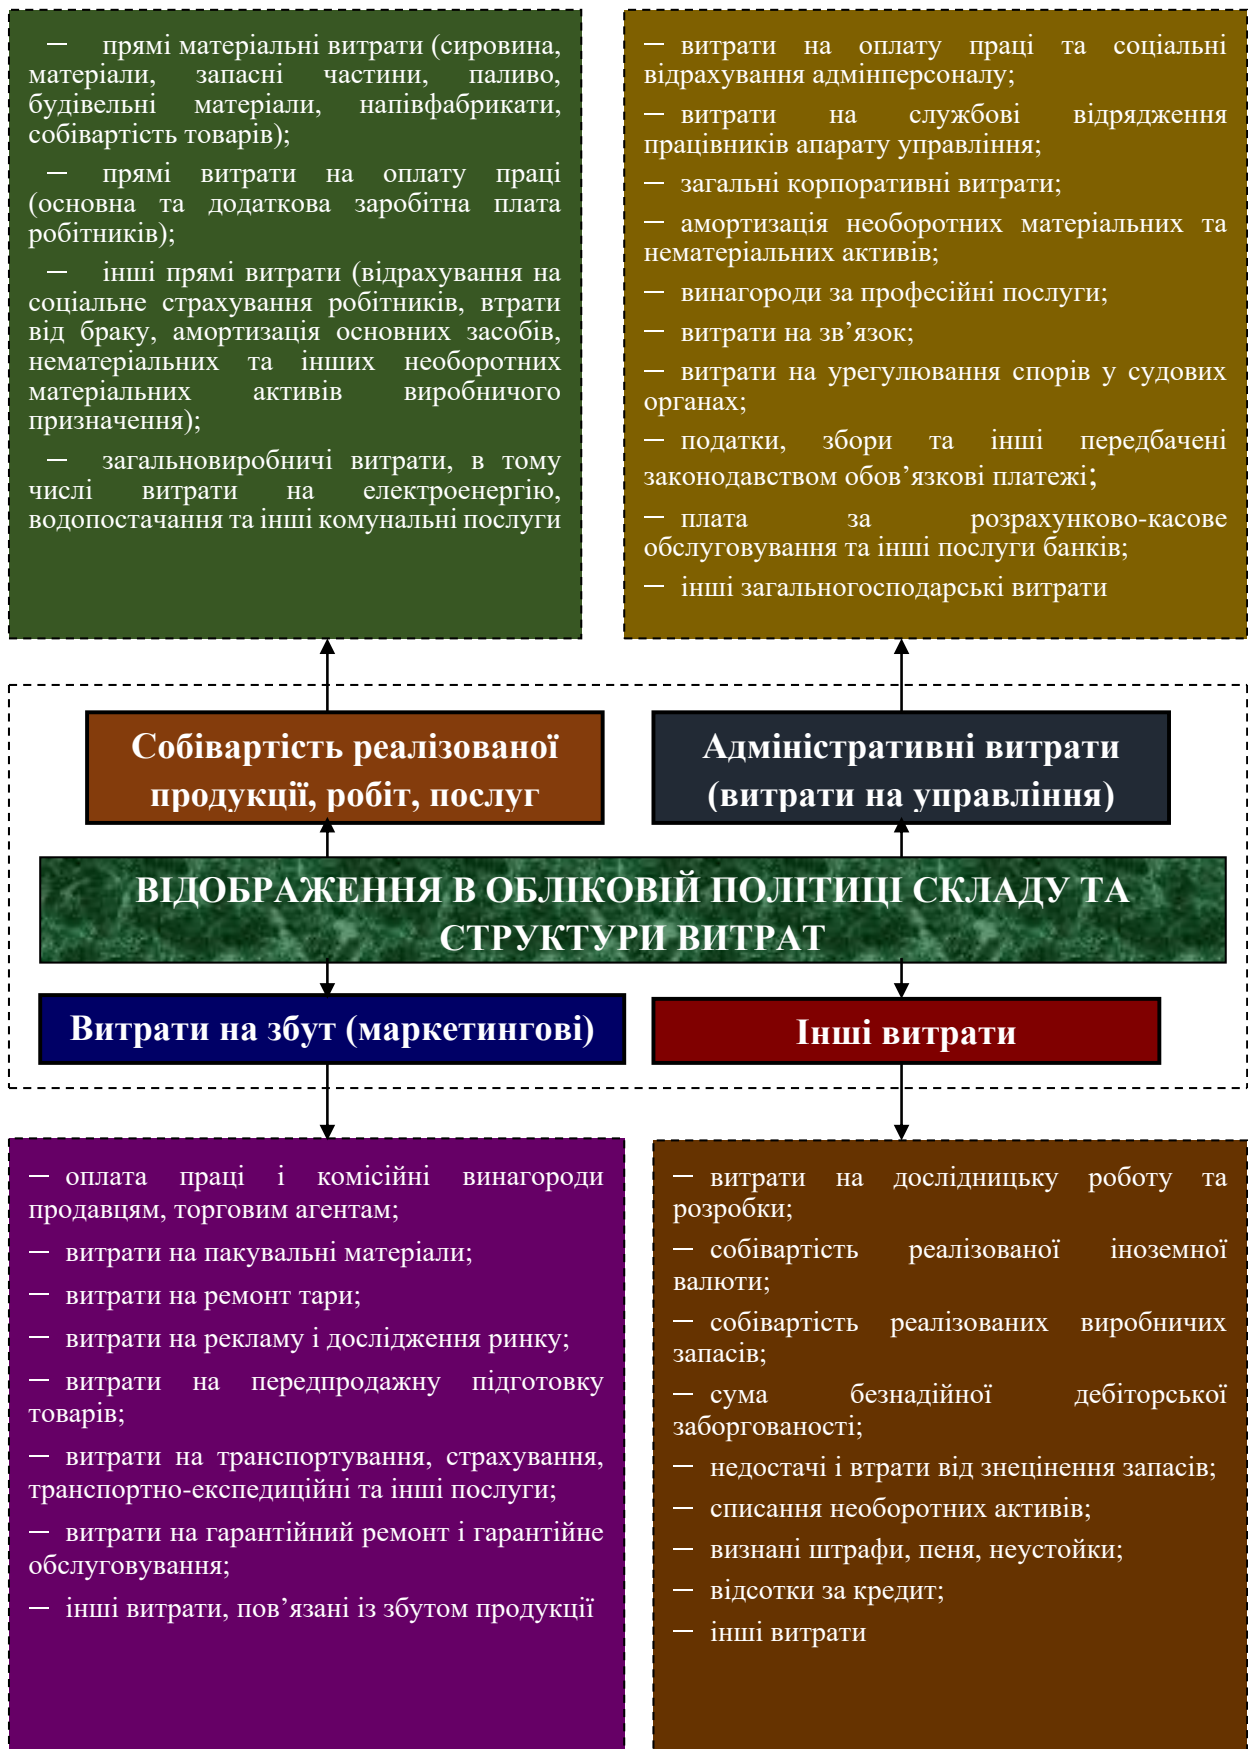 — прямі матеріальні витрати (сировина,
матеріали, запасні частини, паливо,
будівельні матеріали, напівфабрикати,
собівартість товарів);
— прямі витрати на оплату праці
(основна та додаткова заробітна плата
робітників);
— інші прямі витрати (відрахування на
соціальне страхування робітників, втрати
від браку, амортизація основних засобів,
нематеріальних та інших необоротних
матеріальних активів виробничого
призначення);
— загальновиробничі витрати, в тому
числі витрати на електроенергію,
водопостачання та інші комунальні послуги
— витрати на оплату праці та соціальні
відрахування адмінперсоналу;
— витрати на службові відрядження
працівників апарату управління;
— загальні корпоративні витрати;
— амортизація необоротних матеріальних та
нематеріальних активів;
— винагороди за професійні послуги;
— витрати на зв’язок;
— витрати на урегулювання спорів у судових
органах;
— податки, збори та інші передбачені
законодавством обов’язкові платежі;
— плата за розрахунково-касове
обслуговування та інші послуги банків;
— інші загальногосподарські витрати
Собівартість реалізованої
продукції, робіт, послуг
Адміністративні витрати
(витрати на управління)
ВІДОБРАЖЕННЯ В ОБЛІКОВІЙ ПОЛІТИЦІ СКЛАДУ ТА
СТРУКТУРИ ВИТРАТ
Витрати на збут (маркетингові)
Інші витрати
— оплата праці і комісійні винагороди
продавцям, торговим агентам;
— витрати на пакувальні матеріали;
— витрати на ремонт тари;
— витрати на рекламу і дослідження ринку;
— витрати на передпродажну підготовку
товарів;
— витрати на транспортування, страхування,
транспортно-експедиційні та інші послуги;
— витрати на гарантійний ремонт і гарантійне
обслуговування;
— інші витрати, пов’язані із збутом продукції
— витрати на дослідницьку роботу та
розробки;
— собівартість реалізованої іноземної
валюти;
— собівартість реалізованих виробничих
запасів;
— сума безнадійної дебіторської
заборгованості;
— недостачі і втрати від знецінення запасів;
— списання необоротних активів;
— визнані штрафи, пеня, неустойки;
— відсотки за кредит;
— інші витрати